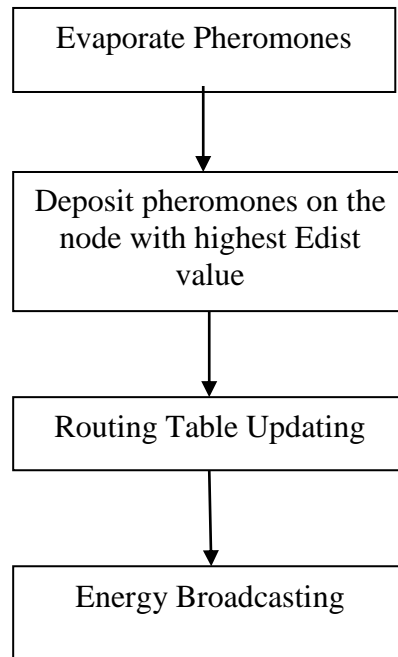 Evaporate Pheromones
Deposit pheromones on the
node with highest Edist
value
Routing Table Updating
Energy Broadcasting